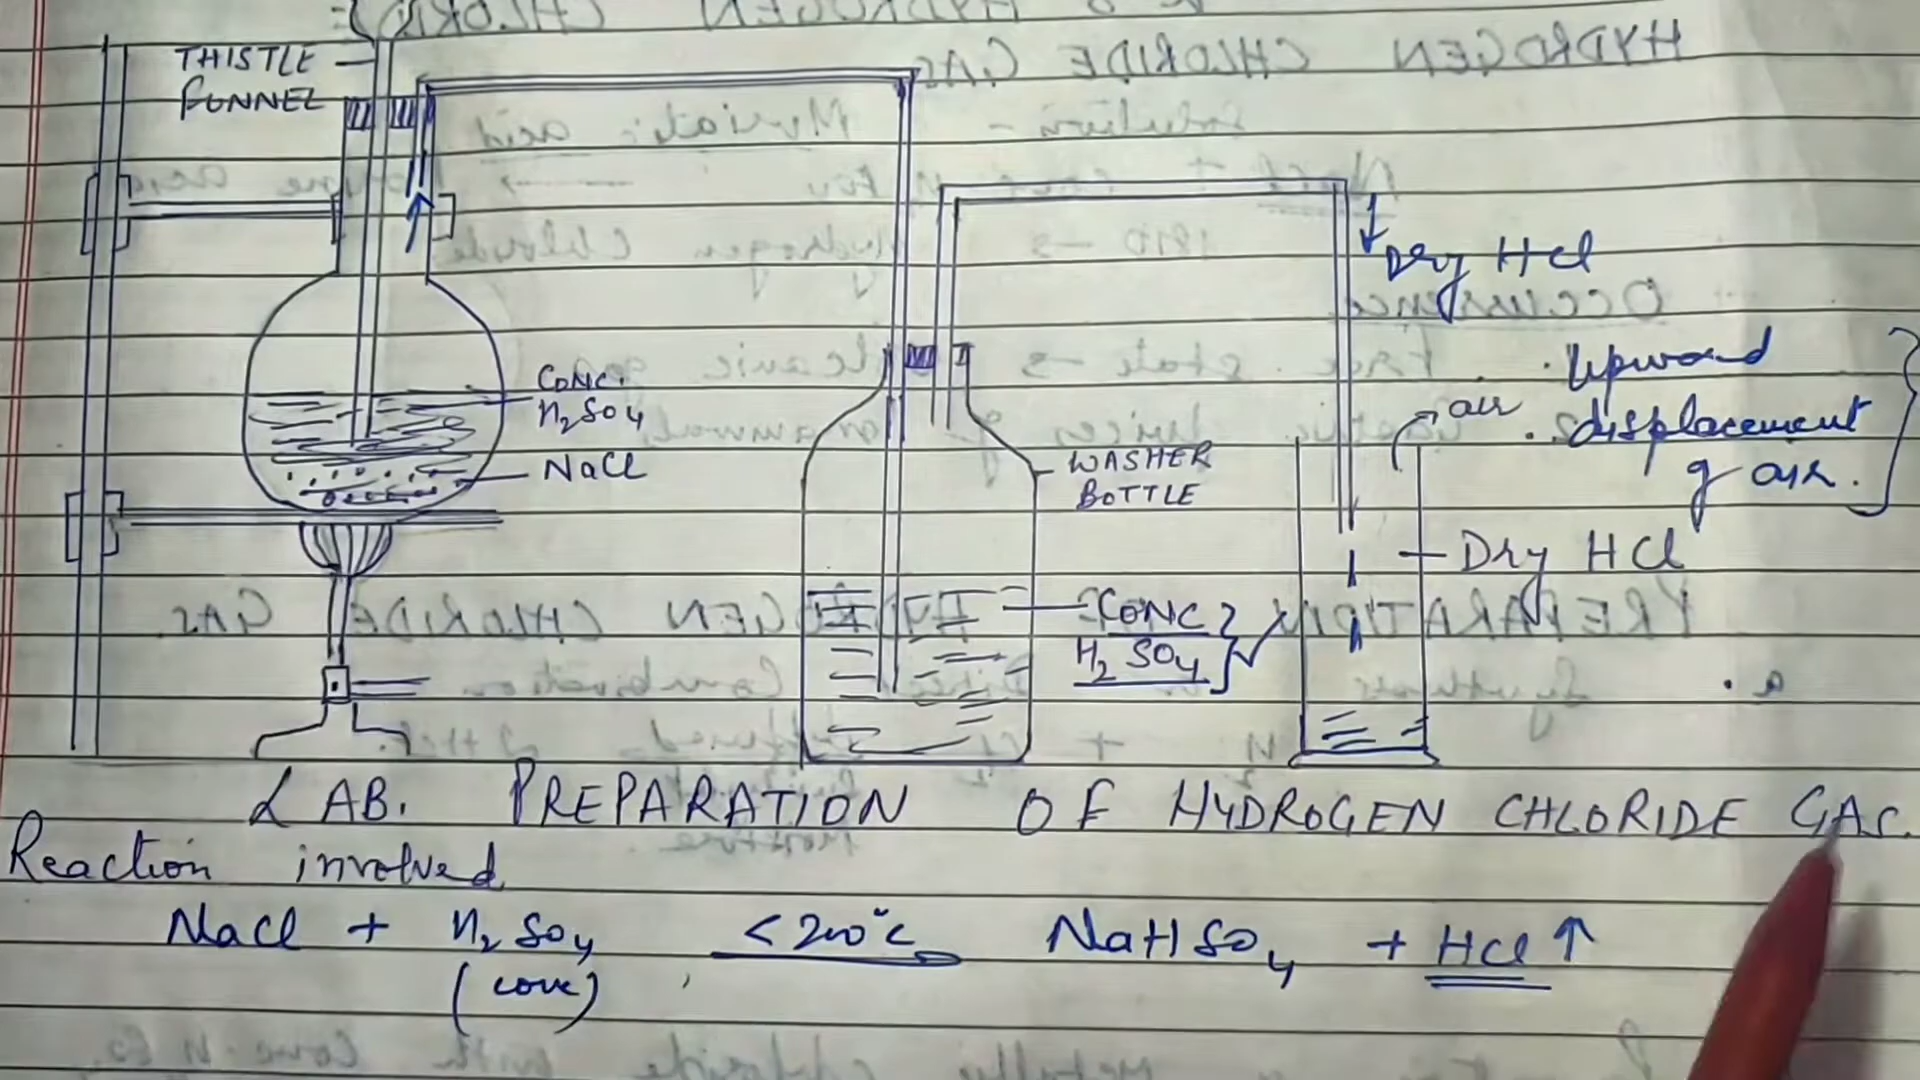 THISTLE
FUNNEL
CONC.
H₂SO₄
NaCl
WASHER
BOTTLE
CONC
H₂SO₄
Dry HCl
air
Upward
displacement
of air.
Dry HCl
LAB. PREPARATION OF HYDROGEN CHLORIDE GAS.
Reaction involved
NaCl + H₂SO₄ <200°C NaHSO₄ + HCl ↑
(conc)